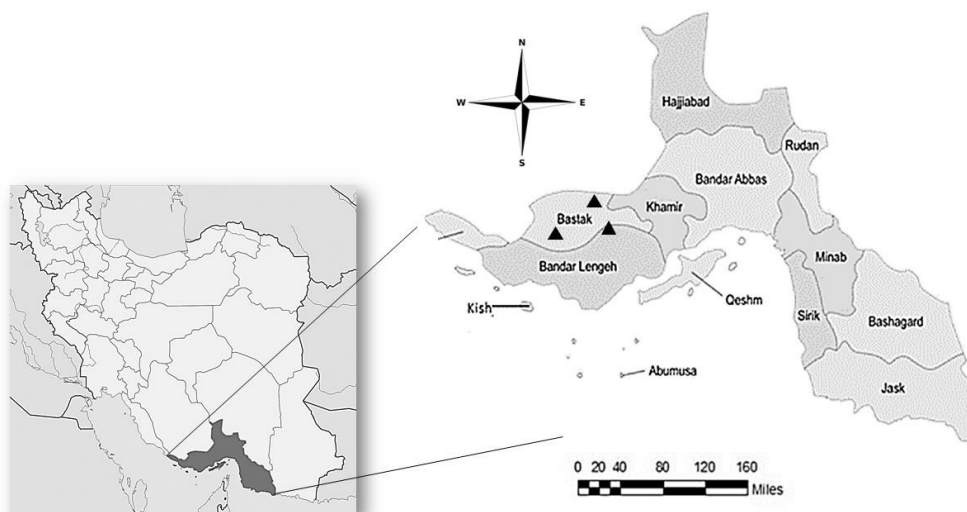 N
W
E
S
Hajjiabad
Rudan
Bandar Abbas
Khamir
Bastak
Minab
Bandar Lengeh
Qeshm
Kish
Sirik
Bashagard
Abumusa
Jask
0 20 40 80 120 160
Miles